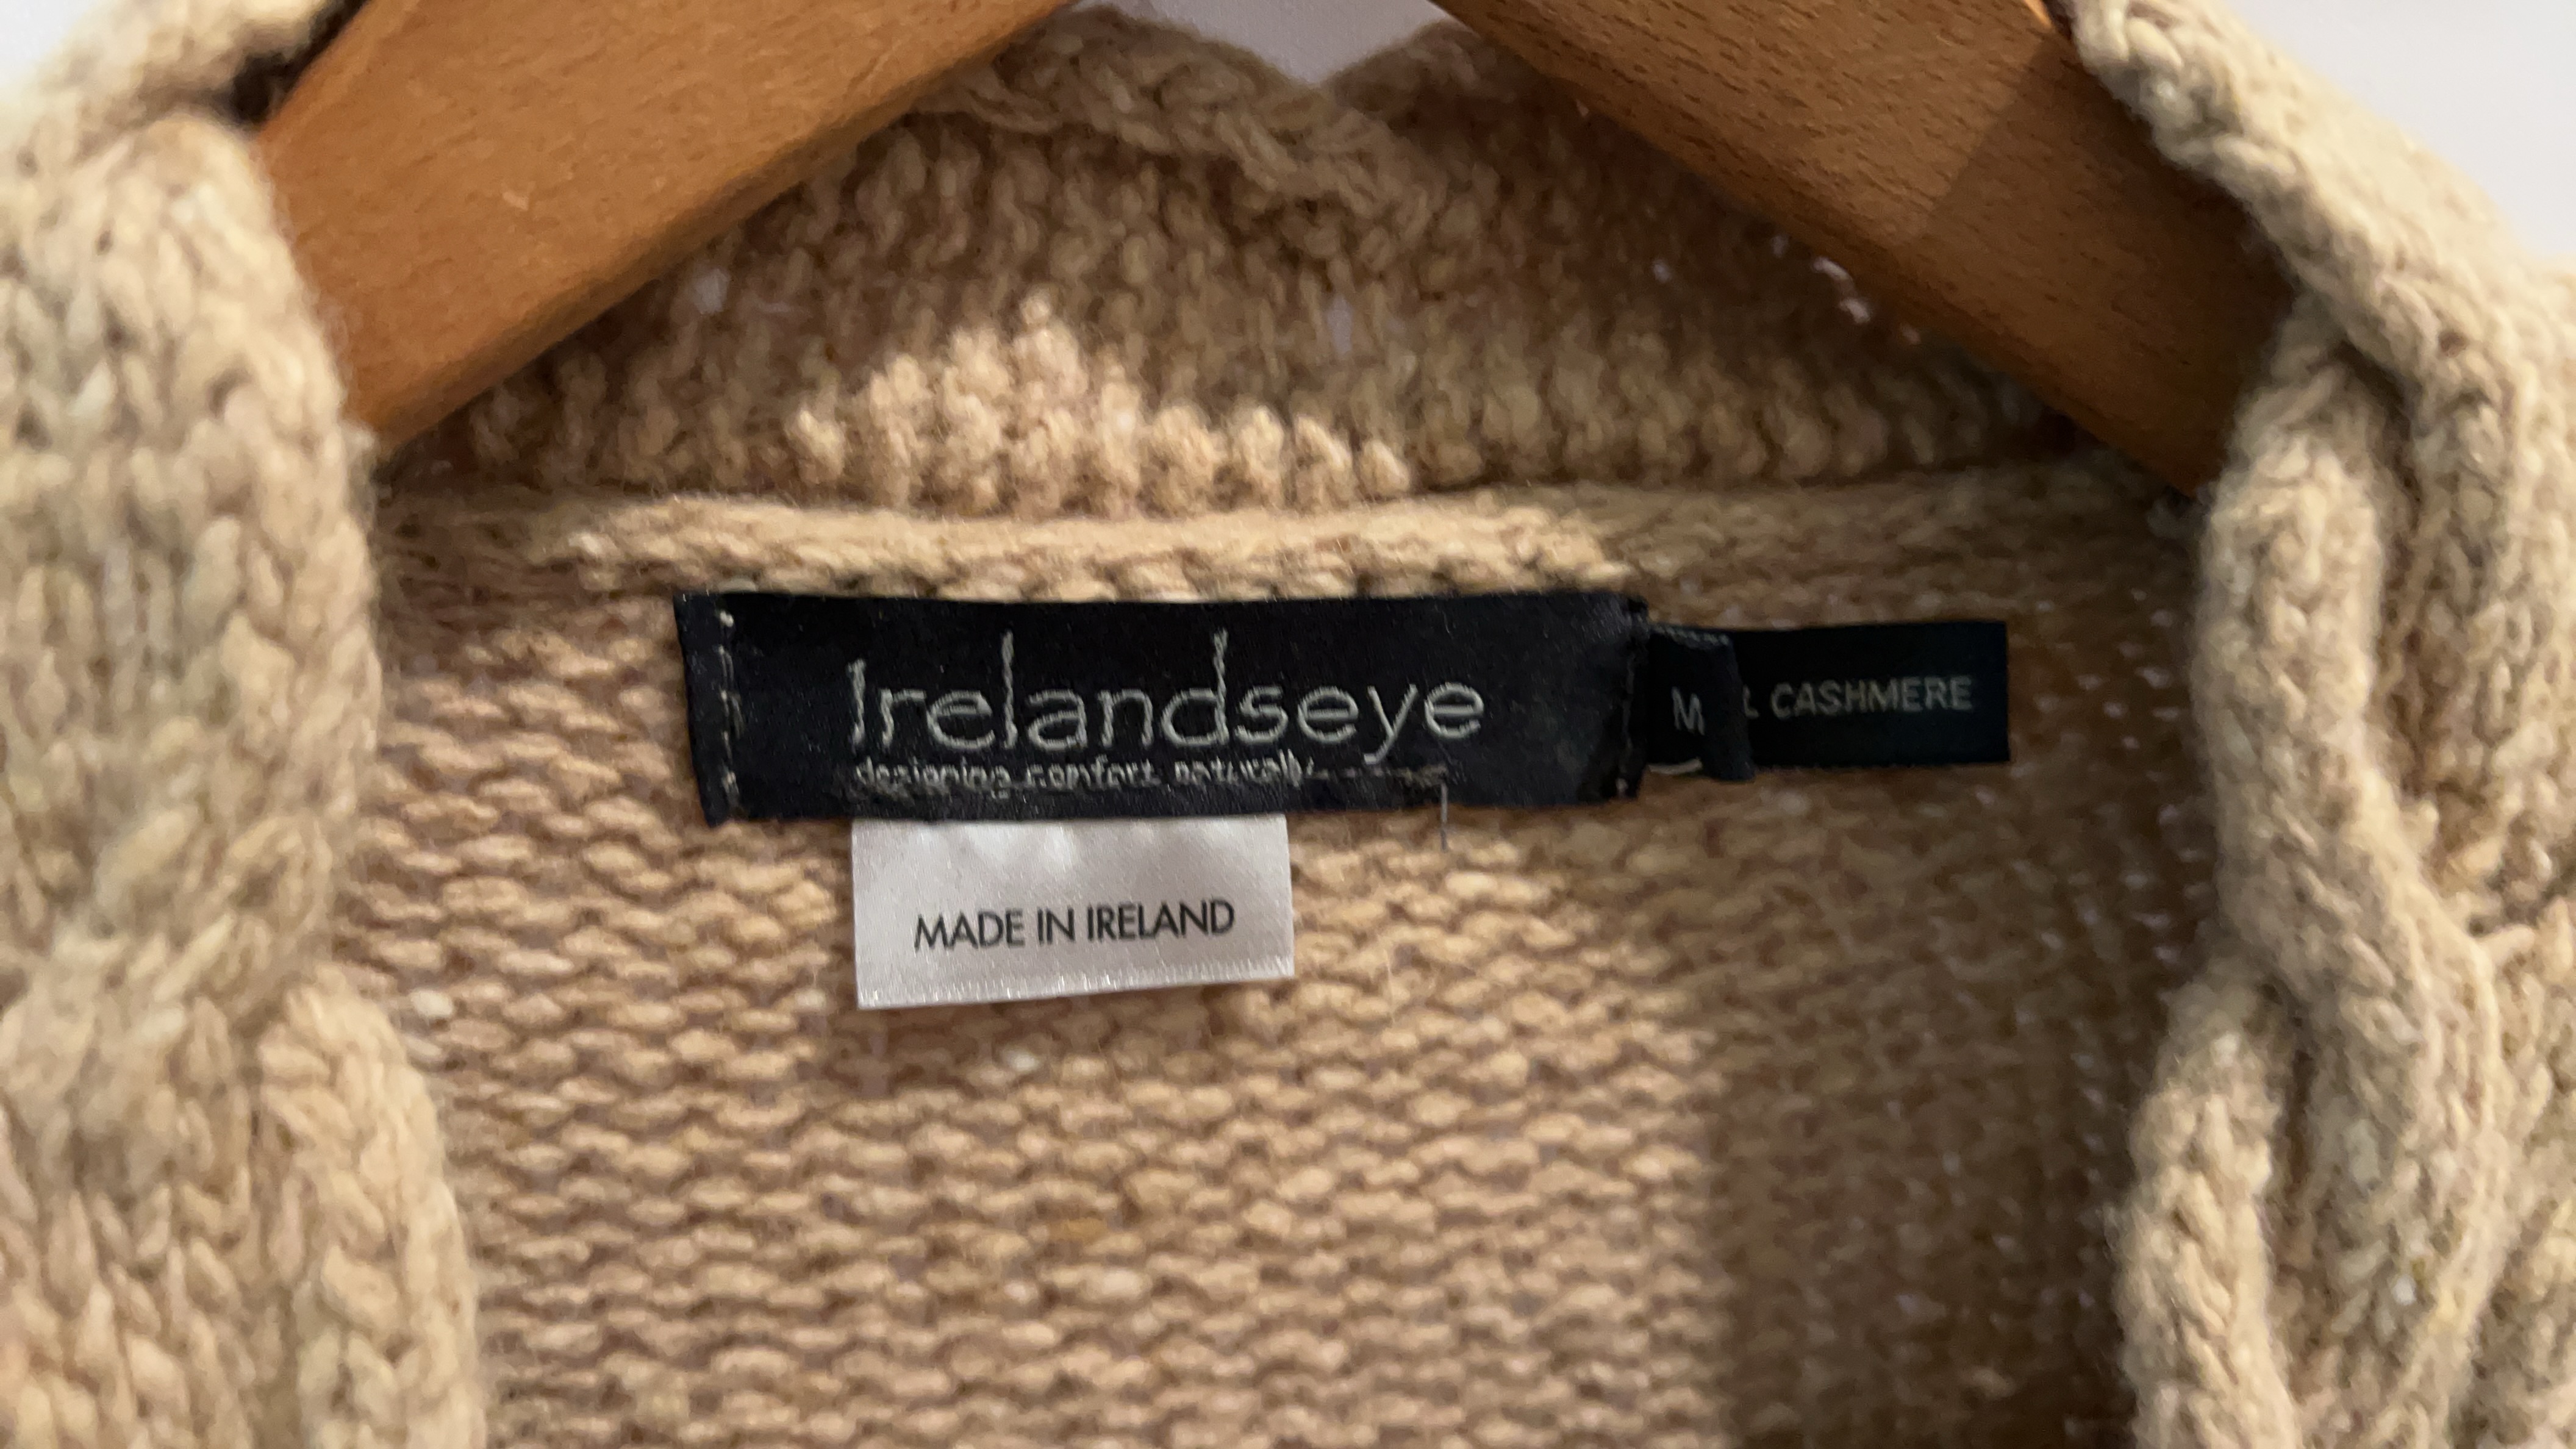 Irelandseye
designing comfort naturally
M
CASHMERE
MADE IN IRELAND